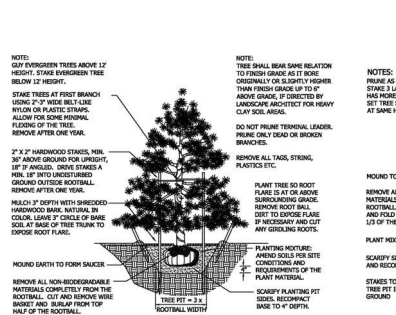 NOTE:
GUY EVERGREEN TREES ABOVE 12'
HEIGHT. STAKE EVERGREEN TREE
BELOW 12' HEIGHT.
STAKE TREES AT FIRST BRANCH
USING 2"-3" WIDE BELT-LIKE
NYLON OR PLASTIC STRAPS.
ALLOW FOR SOME MINIMAL
FLEXING OF THE TREE.
REMOVE AFTER ONE YEAR.
2" X 2" HARDWOOD STAKES, MIN.
36" ABOVE GROUND FOR UPRIGHT,
18" IF ANGLED. DRIVE STAKES A
MIN. 18" INTO UNDISTURBED
GROUND OUTSIDE ROOTBALL.
REMOVE AFTER ONE YEAR.
MULCH 3" DEPTH WITH SHREDDED
HARDWOOD BARK. NATURAL IN
COLOR. LEAVE 3" CIRCLE OF BARE
SOIL AT BASE OF TREE TRUNK TO
EXPOSE ROOT FLARE.
MOUND EARTH TO FORM SAUCER
REMOVE ALL NON-BIODEGRADABLE
MATERIALS COMPLETELY FROM THE
ROOTBALL. CUT AND REMOVE WIRE
BASKET AND BURLAP FROM TOP
HALF OF THE ROOTBALL.
TREE PIT = 3 x
ROOTBALL WIDTH
4"
NOTE:
TREE SHALL BEAR SAME RELATION
TO FINISH GRADE AS IT BORE
ORIGINALLY OR SLIGHTLY HIGHER
THAN FINISH GRADE UP TO 6"
ABOVE GRADE, IF DIRECTED BY
LANDSCAPE ARCHITECT FOR HEAVY
CLAY SOIL AREAS.
DO NOT PRUNE TERMINAL LEADER.
PRUNE ONLY DEAD OR BROKEN
BRANCHES.
REMOVE ALL TAGS, STRING,
PLASTICS ETC.
PLANT TREE SO ROOT
FLARE IS AT OR ABOVE
SURROUNDING GRADE.
REMOVE ROOT BALL
DIRT TO EXPOSE FLARE
IF NECESSARY AND CUT
ANY GIRDLING ROOTS.
PLANTING MIXTURE:
AMEND SOILS PER SITE
CONDITIONS AND
REQUIREMENTS OF THE
PLANT MATERIAL.
SCARIFY PLANTING PIT
SIDES. RECOMPACT
BASE TO 4" DEPTH.
NOTES:
PRUNE AS
STAKE 3 L
HAS MORE
SET TREE
AT SAME H
MOUND TO
REMOVE A
MATERIALS
ROOTBALL
AND FOLD
1/3 OF THE
PLANT MIX
SCARIFY SI
AND RECO
STAKES TO
TREE PIT I
GROUND